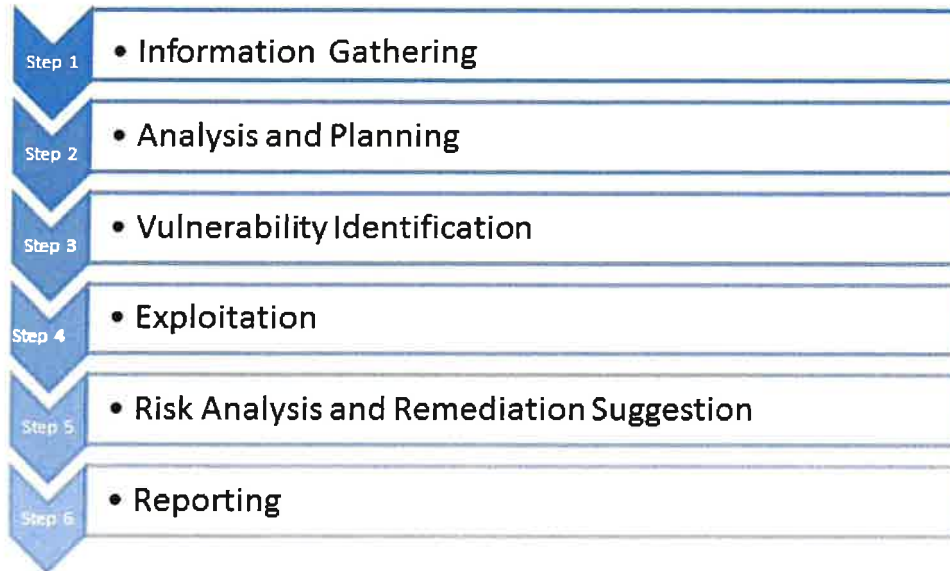 Step 1
• Information Gathering
Step 2
• Analysis and Planning
Step 3
• Vulnerability Identification
Step 4
• Exploitation
Step 5
• Risk Analysis and Remediation Suggestion
Step 6
• Reporting